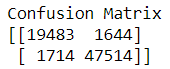 Confusion Matrix
[[19483  1644]
 [ 1714 47514]]